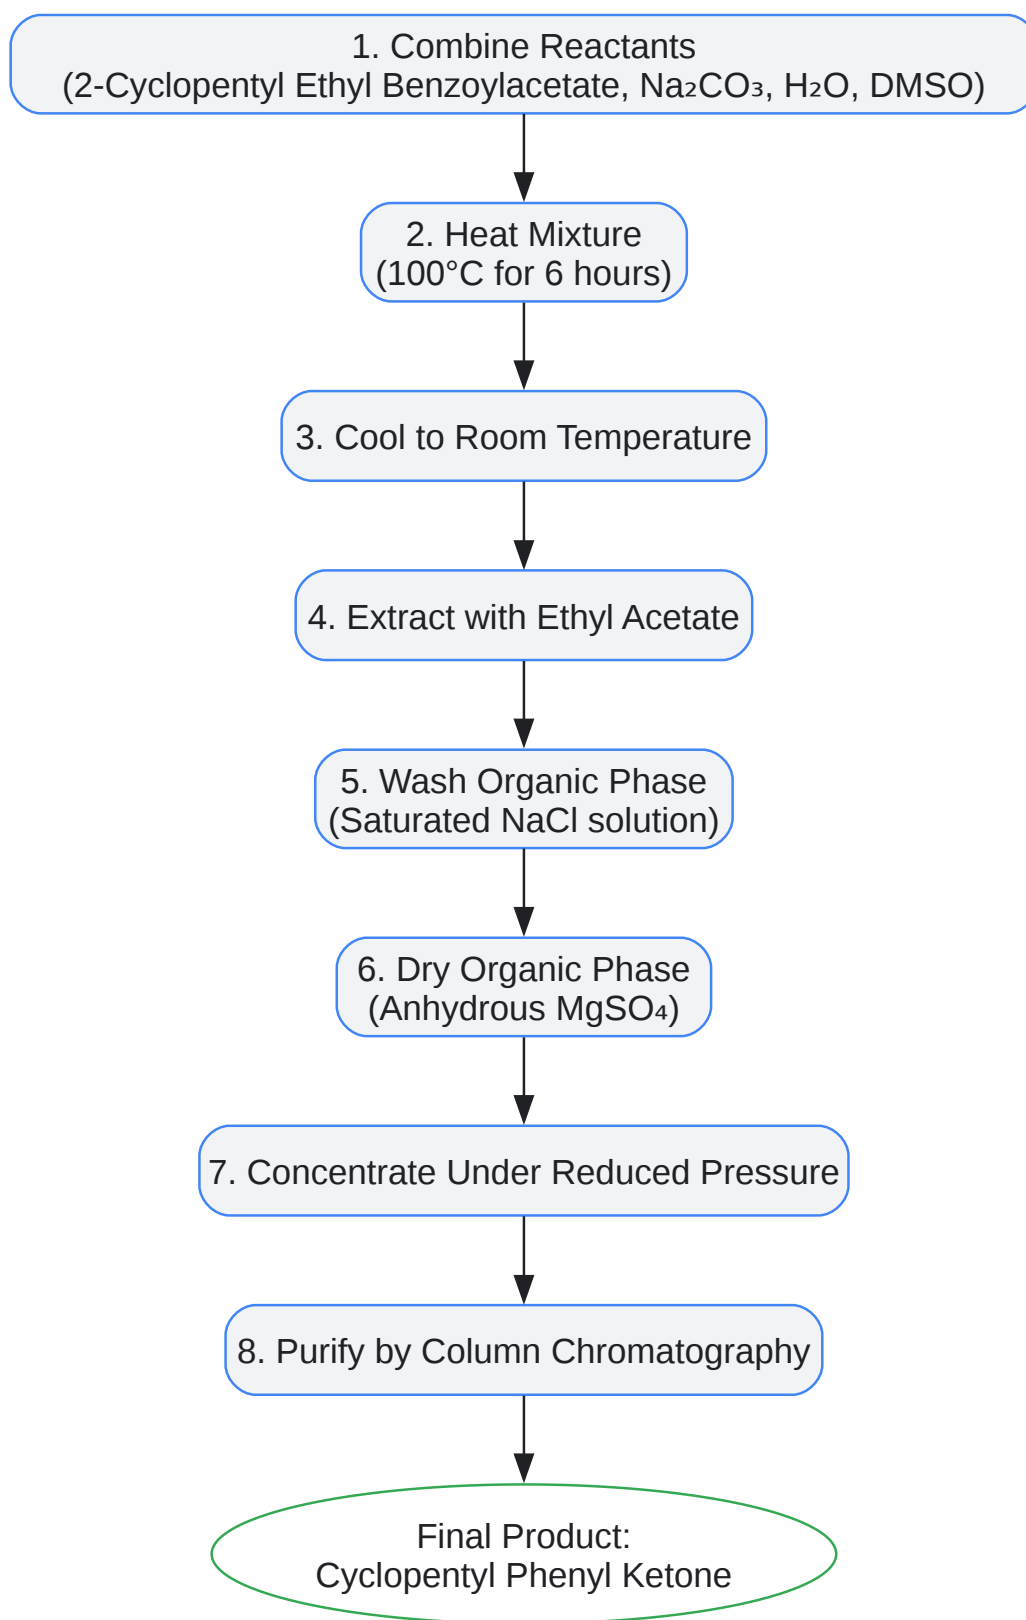 1. Combine Reactants
(2-Cyclopentyl Ethyl Benzoylacetate, Na₂CO₃, H₂O, DMSO)
2. Heat Mixture
(100°C for 6 hours)
3. Cool to Room Temperature
4. Extract with Ethyl Acetate
5. Wash Organic Phase
(Saturated NaCl solution)
6. Dry Organic Phase
(Anhydrous MgSO₄)
7. Concentrate Under Reduced Pressure
8. Purify by Column Chromatography
Final Product:
Cyclopentyl Phenyl Ketone